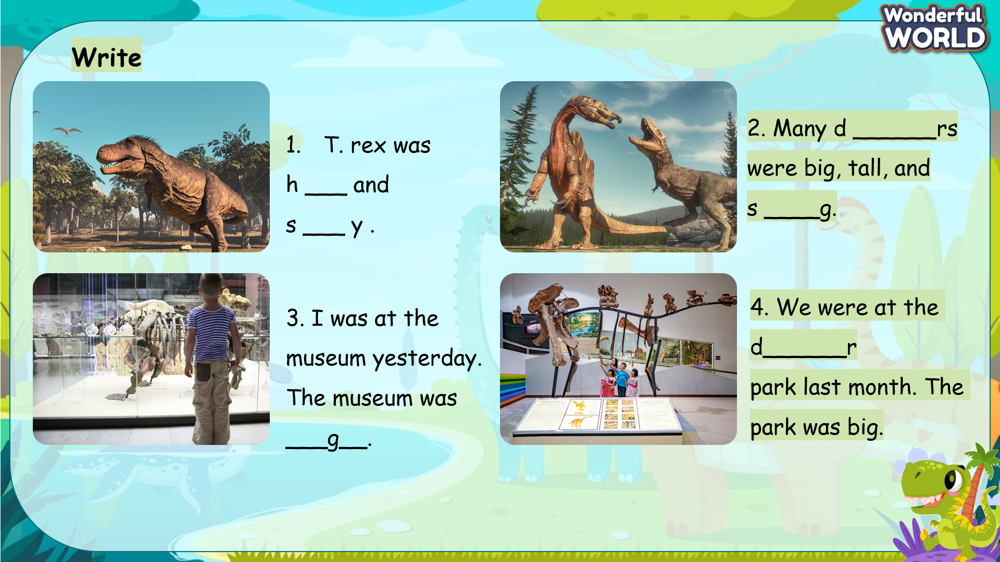 Wonderful
WORLD
Write
1. T. rex was
h ___ and
s ___ y .
2. Many d ______rs
were big, tall, and
s ____g.
3. I was at the
museum yesterday.
The museum was
___g__.
4. We were at the
d______r
park last month. The
park was big.